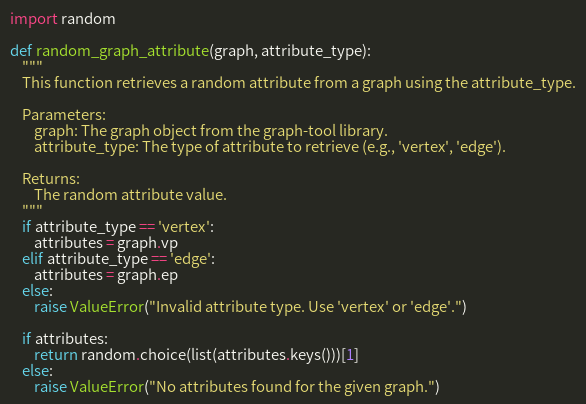 import random

def random_graph_attribute(graph, attribute_type):
    """
    This function retrieves a random attribute from a graph using the attribute_type.

    Parameters:
        graph: The graph object from the graph-tool library.
        attribute_type: The type of attribute to retrieve (e.g., 'vertex', 'edge').

    Returns:
        The random attribute value.
    """
    if attribute_type == 'vertex':
        attributes = graph.vp
    elif attribute_type == 'edge':
        attributes = graph.ep
    else:
        raise ValueError("Invalid attribute type. Use 'vertex' or 'edge'.")

    if attributes:
        return random.choice(list(attributes.keys()))[1]
    else:
        raise ValueError("No attributes found for the given graph.")